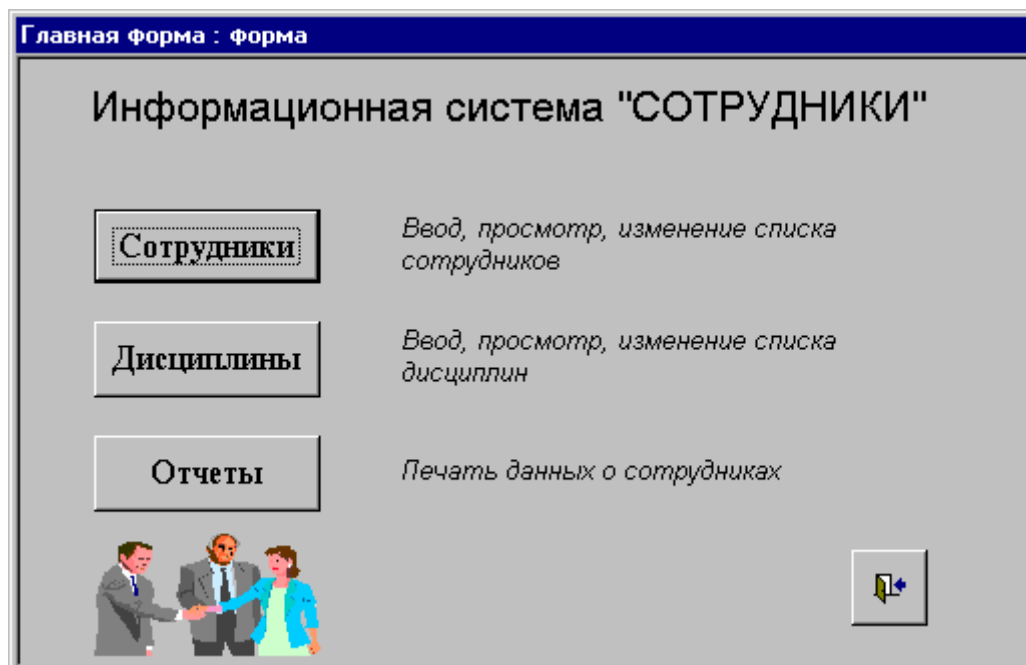 Главная форма : форма
Информационная система "СОТРУДНИКИ"
Сотрудники
Ввод, просмотр, изменение списка
сотрудников
Дисциплины
Ввод, просмотр, изменение списка
дисциплин
Отчеты
Печать данных о сотрудниках